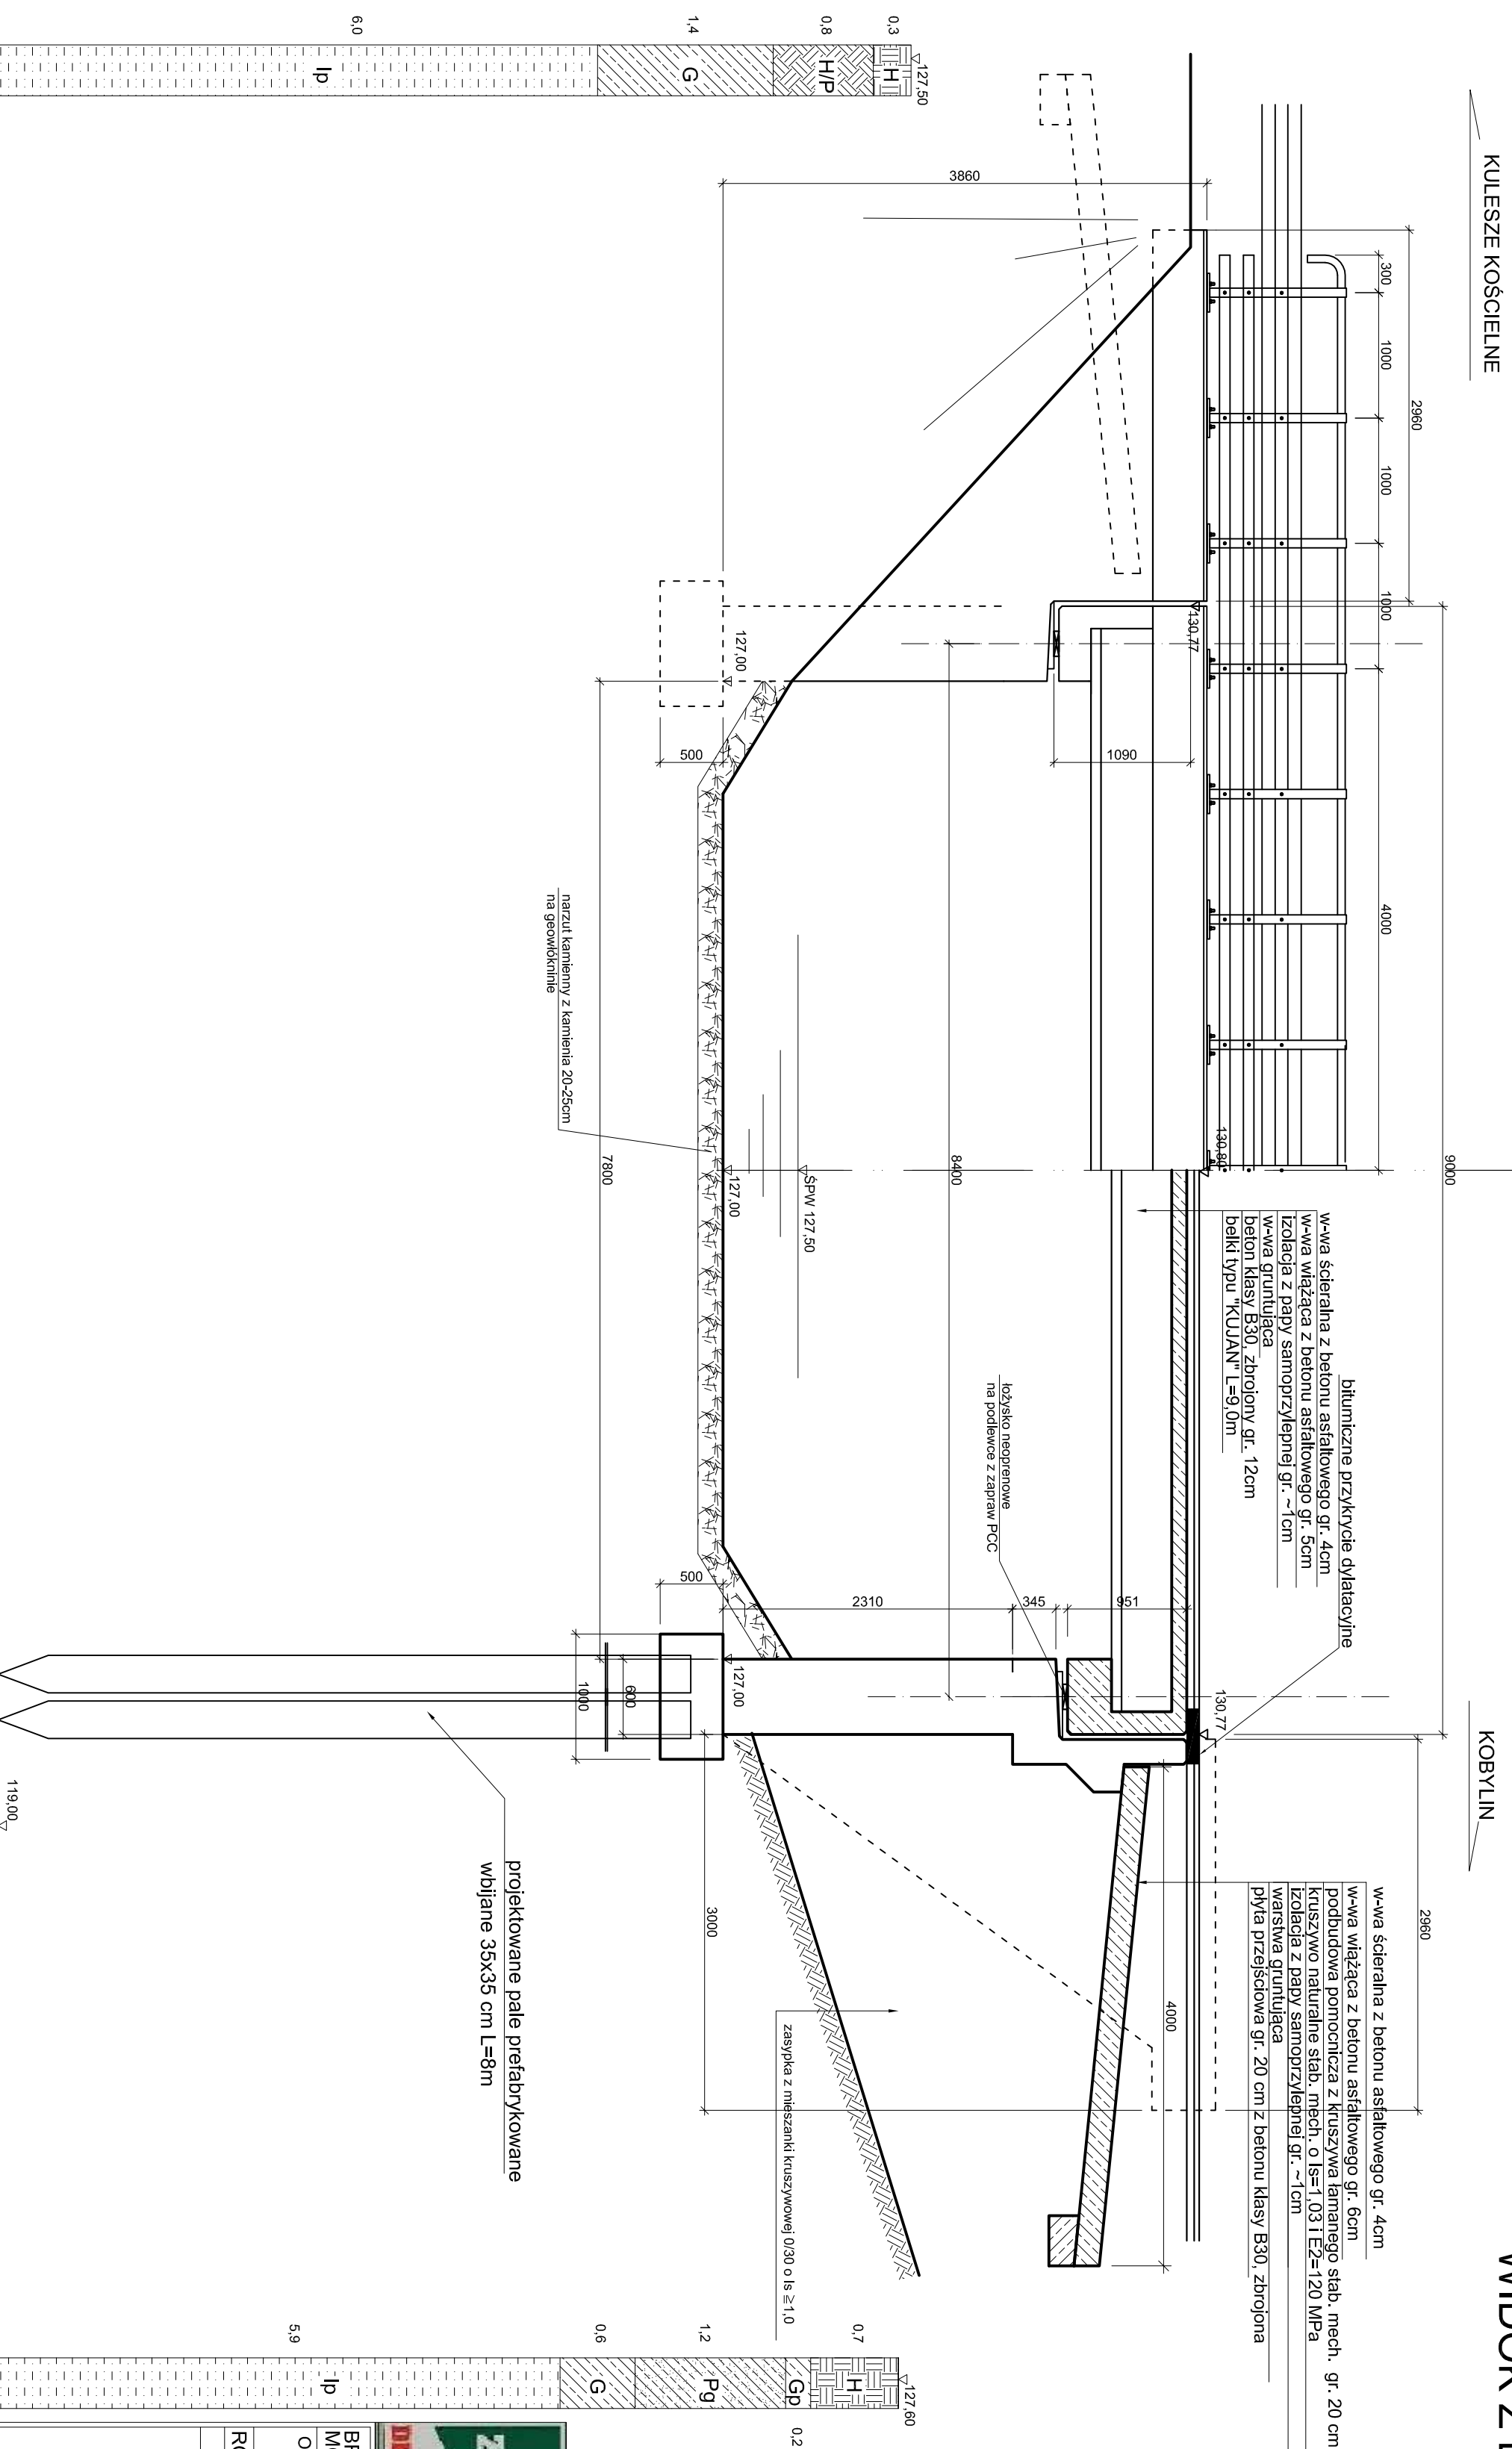 WIDOK Z
KULESZE KOŚCIELNE
KOBYLIN
9000
2960
2960
300
1000
1000
1000
4000
bitumiczne przykrycie dylatacyjne
w-wa ścieralna z betonu asfaltowego gr. 4cm
w-wa wiążąca z betonu asfaltowego gr. 5cm
izolacja z papy samoprzylepnej gr. ~1cm
w-wa gruntująca
beton klasy B30, zbrojony gr. 12cm
belki typu "KUJAN" L=9,0m
w-wa ścieralna z betonu asfaltowego gr. 4cm
w-wa wiążąca z betonu asfaltowego gr. 6cm
podbudowa pomocnicza z kruszywa łamanego stab. mech. gr. 20 cm
kruszywo naturalne stab. mech. o Is=1,03 i E2=120 MPa
izolacja z papy samoprzylepnej gr. ~1cm
warstwa gruntująca
płyta przejściowa gr. 20 cm z betonu klasy B30, zbrojona
130,77
130,80
130,77
3860
1090
951
345
2310
4000
8400
łożysko neoprenowe
na podlewce z zapraw PCC
ŚPW 127,50
127,00
127,00
127,00
500
500
zasypka z mieszanki kruszywowej 0/30 o Is ≥1,0
3000
600
1000
7800
narzut kamienny z kamienia 20-25cm
na geowłókninie
projektowane pale prefabrykowane
wbijane 35x35 cm L=8m
119,00
127,50
0,3
H
0,8
H/P
1,4
G
6,0
Ip
127,60
0,7
H
0,2
Gp
1,2
Pg
0,6
G
5,9
Ip